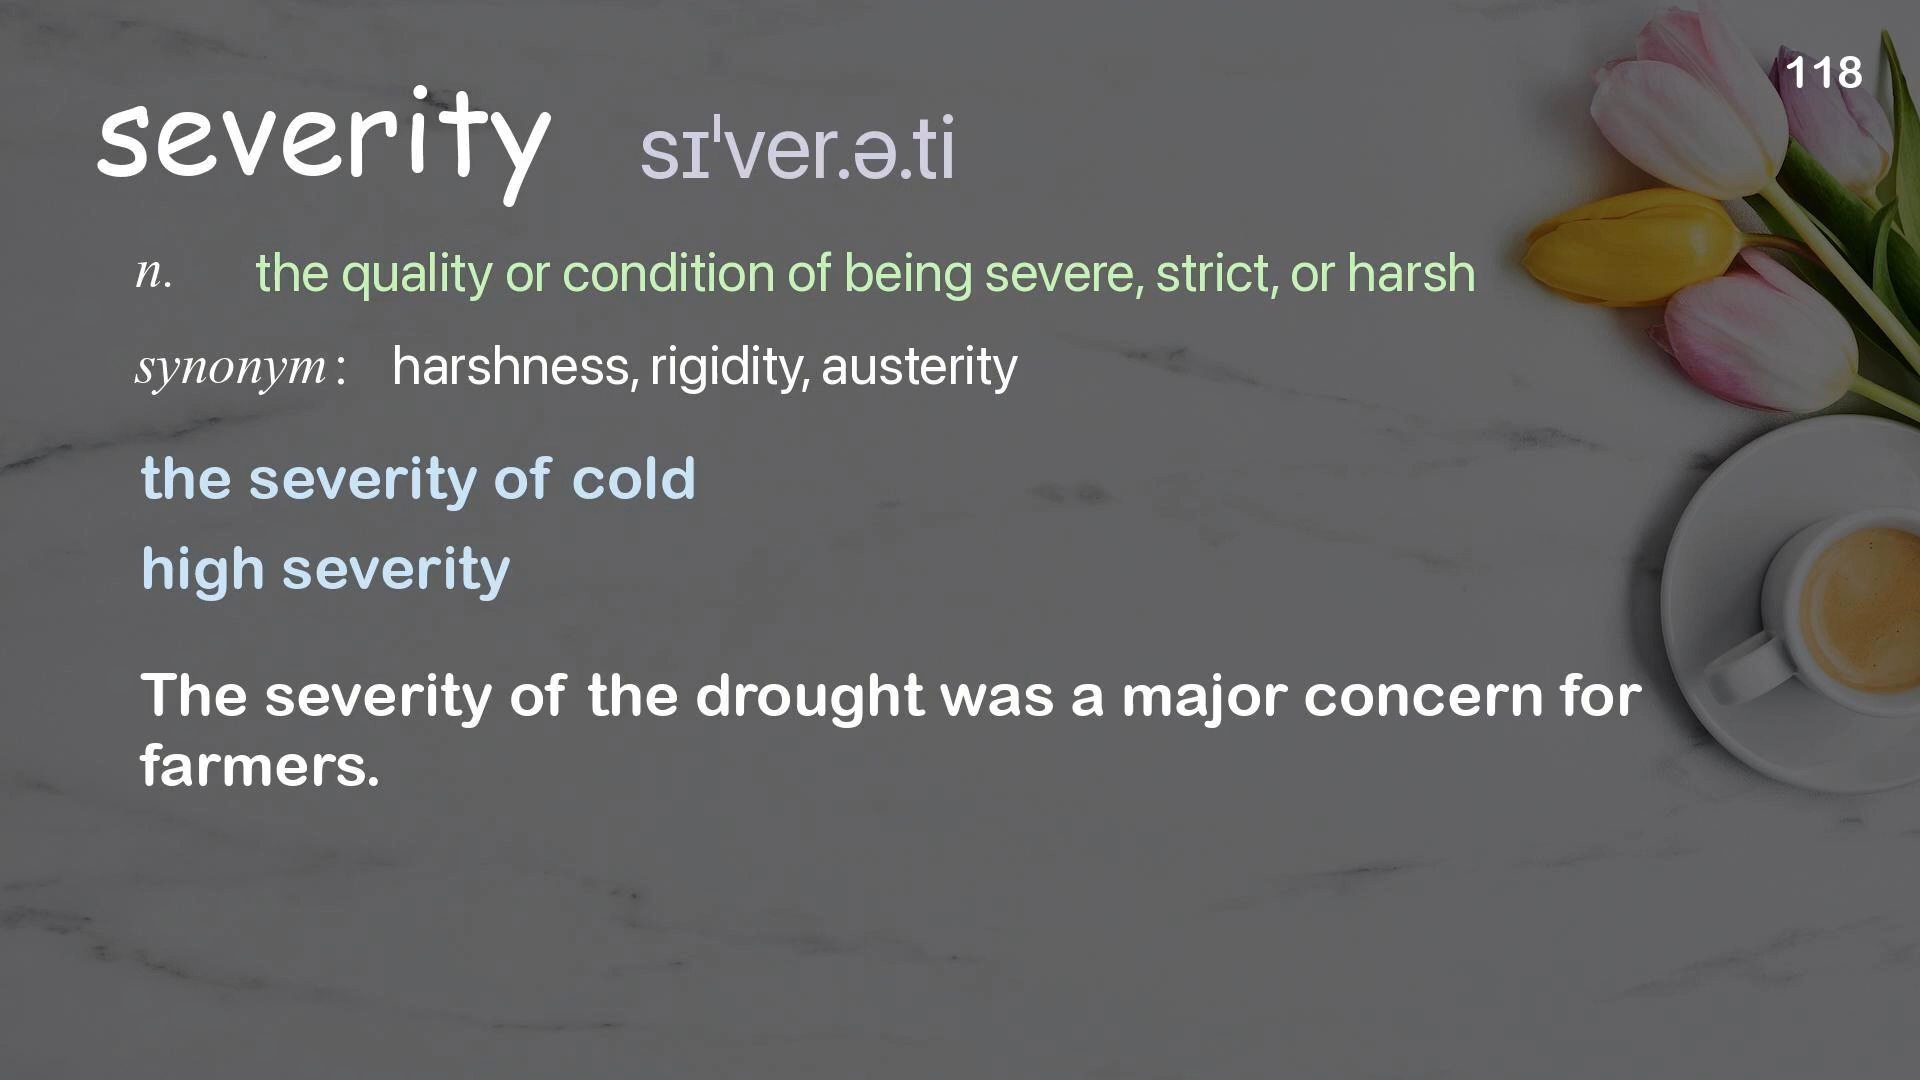 118
severity sɪˈver.ə.ti
n. the quality or condition of being severe, strict, or harsh
synonym : harshness, rigidity, austerity
the severity of cold
high severity
The severity of the drought was a major concern for
farmers.